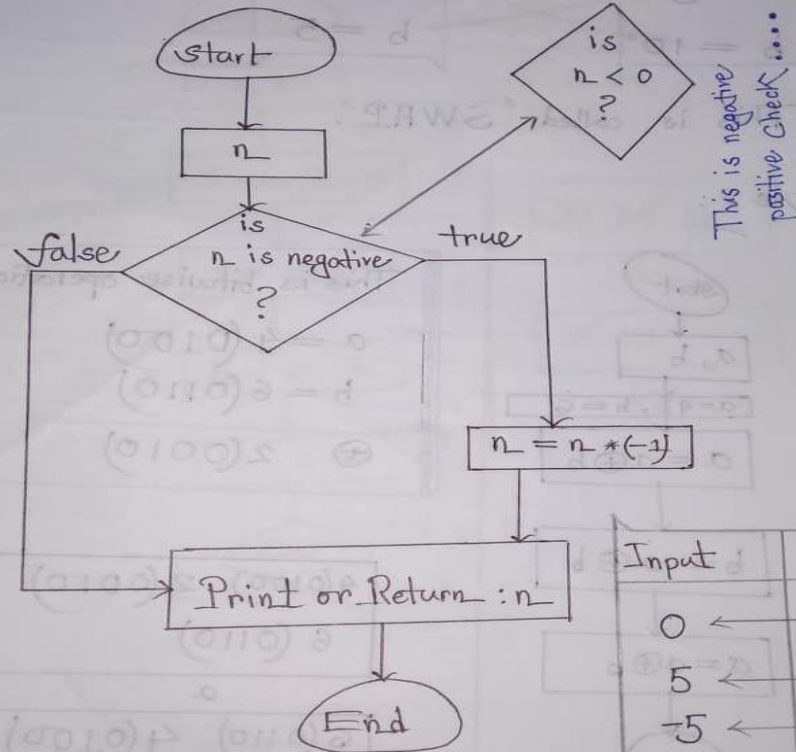 start
is
n < 0
?
This is negative
positive check....
n
is
n is negative
?
false
true
n = n *(-1)
Print or Return : n
End
Input
0
5
-5